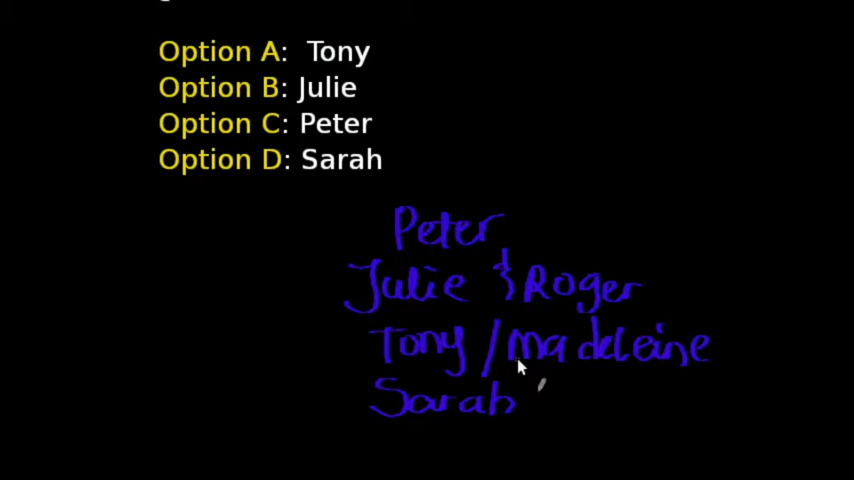 Option A: Tony
Option B: Julie
Option C: Peter
Option D: Sarah
Peter
Julie & Roger
Tony / Madeleine
Sarah